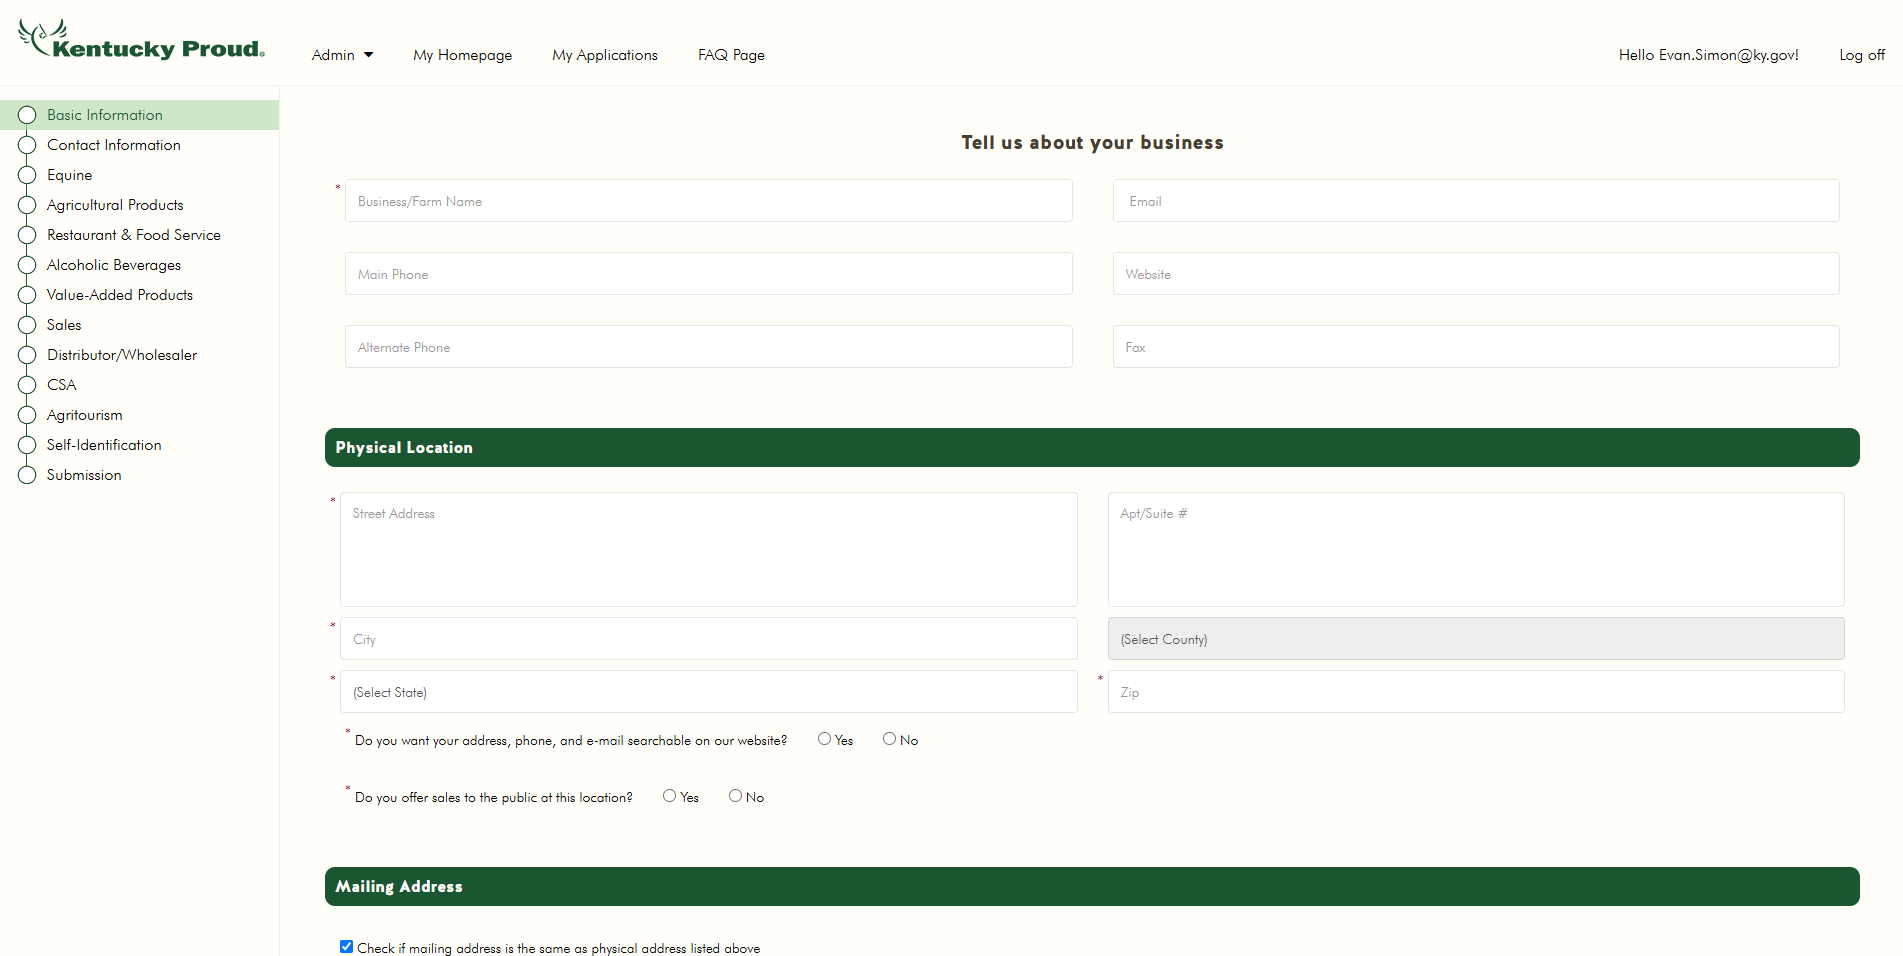 Kentucky Proud®
Admin
My Homepage
My Applications
FAQ Page
Hello Evan.Simon@ky.gov!
Log off
Basic Information
Contact Information
Equine
Agricultural Products
Restaurant & Food Service
Alcoholic Beverages
Value-Added Products
Sales
Distributor/Wholesaler
CSA
Agritourism
Self-Identification
Submission
Tell us about your business
* Business/Farm Name
Email
Main Phone
Website
Alternate Phone
Fax
Physical Location
* Street Address
Apt/Suite #
* City
(Select County)
* (Select State)
* Zip
* Do you want your address, phone, and e-mail searchable on our website? Yes No
* Do you offer sales to the public at this location? Yes No
Mailing Address
Check if mailing address is the same as physical address listed above